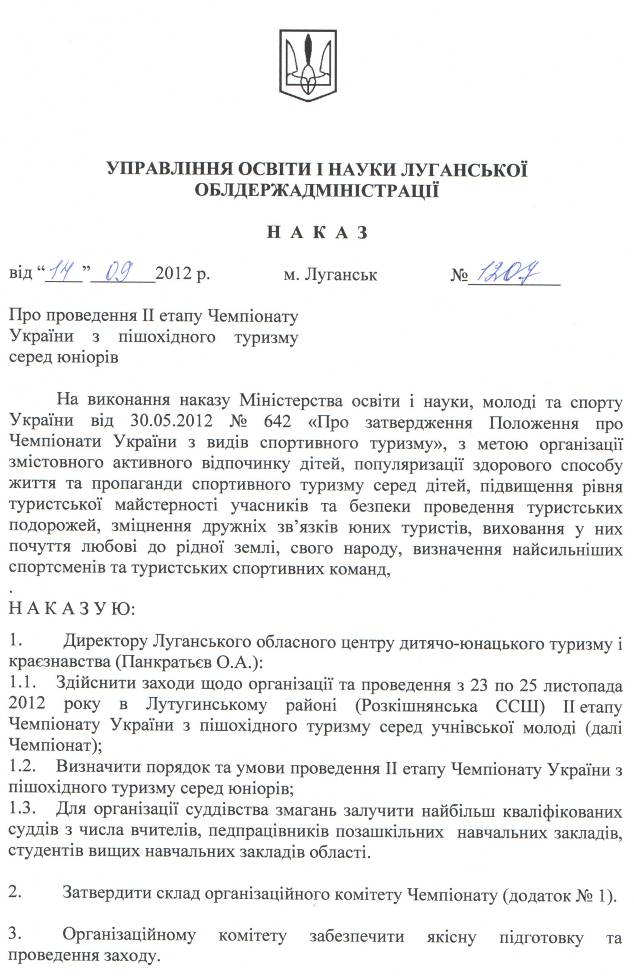 УПРАВЛІННЯ ОСВІТИ І НАУКИ ЛУГАНСЬКОЇ
ОБЛДЕРЖАДМІНІСТРАЦІЇ
Н А К А З
від “14” 09 2012 р. м. Луганськ № 1207
Про проведення ІІ етапу Чемпіонату
України з пішохідного туризму
серед юніорів
На виконання наказу Міністерства освіти і науки, молоді та спорту
України від 30.05.2012 № 642 «Про затвердження Положення про
Чемпіонати України з видів спортивного туризму», з метою організації
змістовного активного відпочинку дітей, популяризації здорового способу
життя та пропаганди спортивного туризму серед дітей, підвищення рівня
туристської майстерності учасників та безпеки проведення туристських
подорожей, зміцнення дружніх зв’язків юних туристів, виховання у них
почуття любові до рідної землі, свого народу, визначення найсильніших
спортсменів та туристських спортивних команд,
.
Н А К А З У Ю:
1. Директору Луганського обласного центру дитячо-юнацького туризму і
краєзнавства (Панкратьєв О.А.):
1.1. Здійснити заходи щодо організації та проведення з 23 по 25 листопада
2012 року в Лутугинському районі (Розкішнянська ССШ) ІІ етапу
Чемпіонату України з пішохідного туризму серед учнівської молоді (далі
Чемпіонат);
1.2. Визначити порядок та умови проведення ІІ етапу Чемпіонату України з
пішохідного туризму серед юніорів;
1.3. Для організації суддівства змагань залучити найбільш кваліфікованих
суддів з числа вчителів, педпрацівників позашкільних навчальних закладів,
студентів вищих навчальних закладів області.
2. Затвердити склад організаційного комітету Чемпіонату (додаток № 1).
3. Організаційному комітету забезпечити якісну підготовку та
проведення заходу.